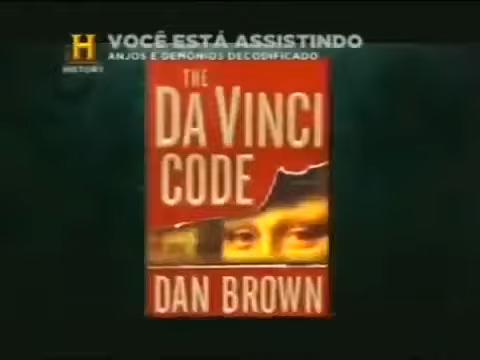 H
HISTORY
VOCÊ ESTÁ ASSISTINDO
ANJOS E DEMÔNIOS DECODIFICADO
THE
DA VINCI
CODE
DAN BROWN